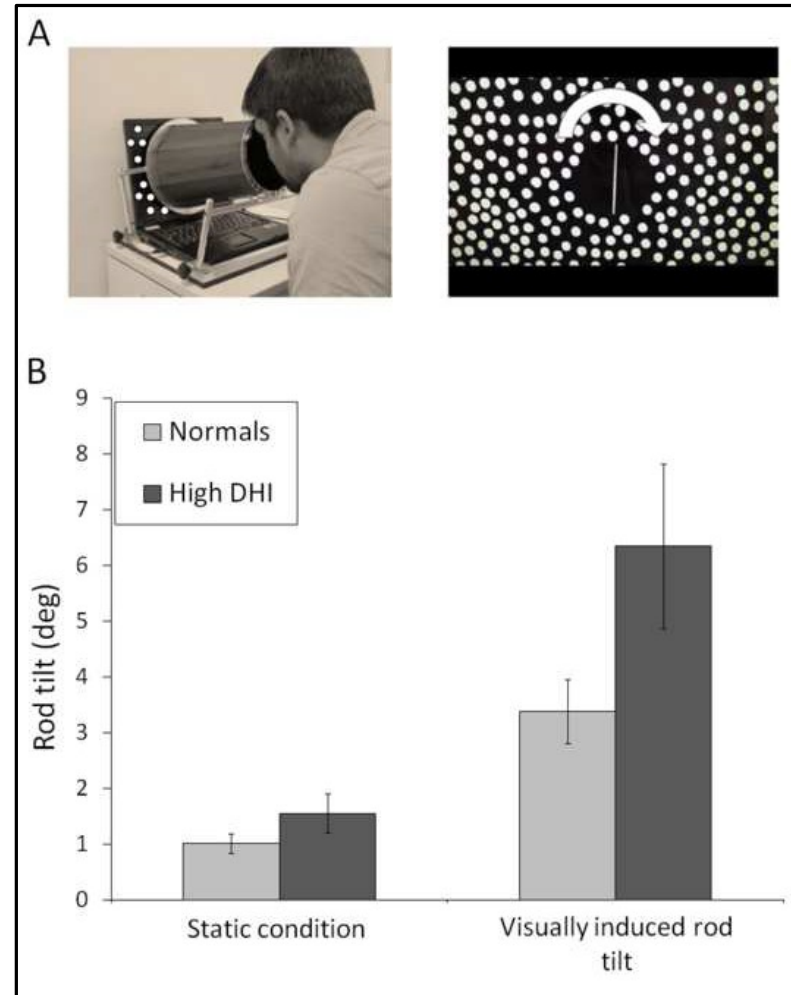 A
B
9
8
7
6
5
4
3
2
1
0
Rod tilt (deg)
Normals
High DHI
Static condition
Visually induced rod
tilt